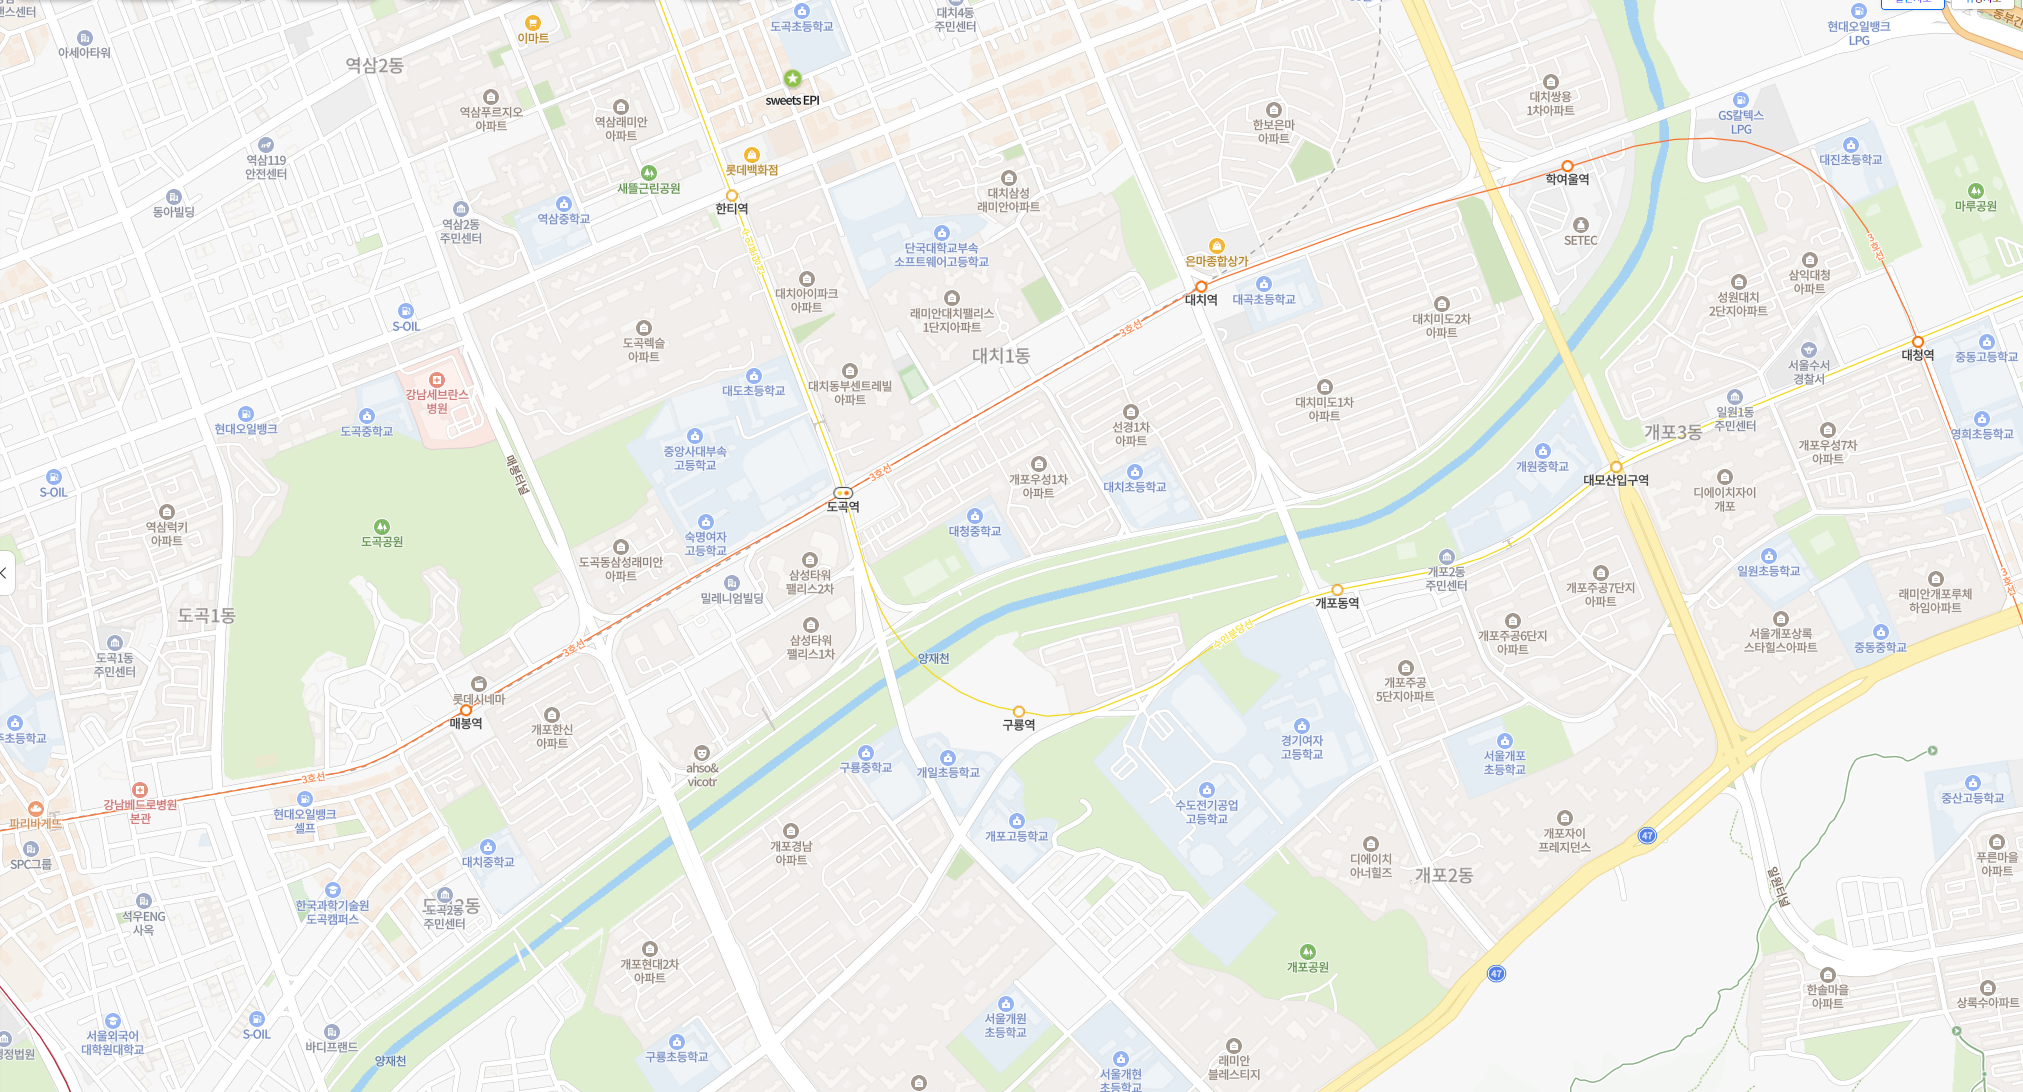 도곡초등학교
대치4동
주민센터
이마트
아세아타워
역삼2동
현대오일뱅크
LPG
sweets EPI
역삼푸르지오
아파트
역삼래미안
아파트
한보은마
아파트
대치쌍용
1차아파트
GS칼텍스
LPG
대진초등학교
역삼119
안전센터
롯데백화점
새뜰근린공원
한티역
학여울역
대치삼성
래미안아파트
마루공원
동아빌딩
역삼2동
주민센터
역삼중학교
SETEC
단국대학교부속
소프트웨어고등학교
은마종합상가
3호선
수인분당선
대치아이파크
아파트
대치역
대곡초등학교
삼익대청
아파트
성원대치
2단지아파트
S-OIL
도곡렉슬
아파트
래미안대치팰리스
1단지아파트
3호선
대치미도2차
아파트
대치1동
대청역
중동고등학교
서울수서
경찰서
강남세브란스
병원
대도초등학교
대치동부센트레빌
아파트
대치미도1차
아파트
일원1동
주민센터
현대오일뱅크
도곡중학교
선경1차
아파트
개포3동
영희초등학교
개포우성7차
아파트
중앙사대부속
고등학교
개원중학교
대모산입구역
S-OIL
매봉터널
3호선
개포우성1차
아파트
대치초등학교
디에이치자이
개포
도곡역
역삼럭키
아파트
도곡공원
숙명여자
고등학교
대청중학교
도곡동삼성래미안
아파트
삼성타워
팰리스2차
개포2동
주민센터
일원초등학교
밀레니엄빌딩
개포동역
개포주공7단지
아파트
래미안개포루체
하임아파트
3호선
도곡1동
도곡1동
주민센터
3호선
삼성타워
팰리스1차
양재천
수인분당선
개포주공6단지
아파트
서울개포상록
스타힐스아파트
중동중학교
롯데시네마
매봉역
개포주공
5단지아파트
구룡역
개포한신
아파트
경기여자
고등학교
서울개포
초등학교
ahso&
vicotr
구룡중학교
개일초등학교
3호선
강남베드로병원
본관
현대오일뱅크
셀프
파리바게뜨
수도전기공업
고등학교
중산고등학교
개포고등학교
개포자이
프레지던스
47
SPC그룹
대치중학교
개포경남
아파트
디에이치
아너힐즈
개포2동
푸른마을
아파트
일원터널
한국과학기술원
도곡캠퍼스
도곡2동
주민센터
석우ENG
사옥
개포현대2차
아파트
개포공원
47
한솔마을
아파트
상록수아파트
서울외국어
대학원대학교
S-OIL
바디프랜드
양재천
구룡초등학교
서울개원
초등학교
서울개현
초등학교
래미안
블레스티지